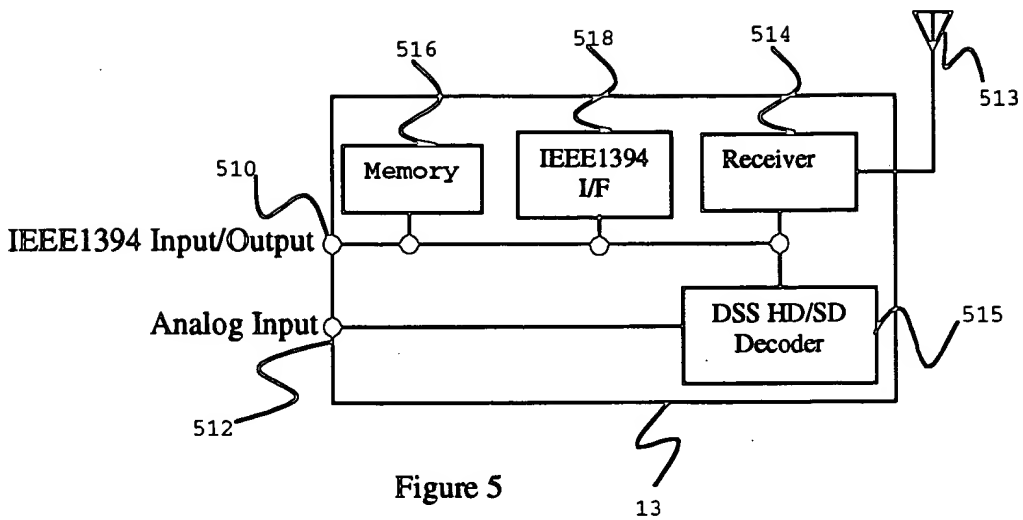 516
518
514
513
Memory
IEEE1394
I/F
Receiver
510
IEEE1394 Input/Output
Analog Input
DSS HD/SD
Decoder
515
512
Figure 5
13